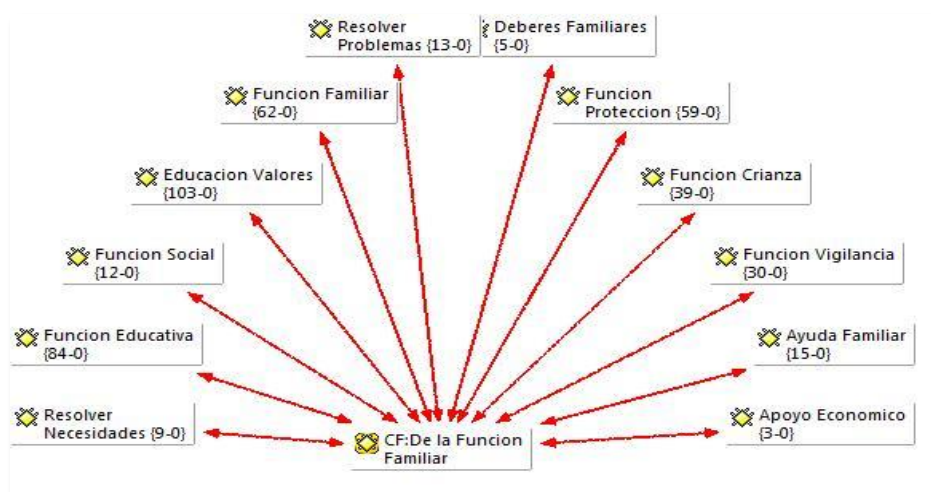 Resolver
Problemas {13-0}
Deberes Familiares
{5-0}
Funcion Familiar
{62-0}
Funcion
Proteccion {59-0}
Educacion Valores
{103-0}
Funcion Crianza
{39-0}
Funcion Social
{12-0}
Funcion Vigilancia
{30-0}
Funcion Educativa
{84-0}
Ayuda Familiar
{15-0}
Resolver
Necesidades {9-0}
Apoyo Economico
{3-0}
CF:De la Funcion
Familiar